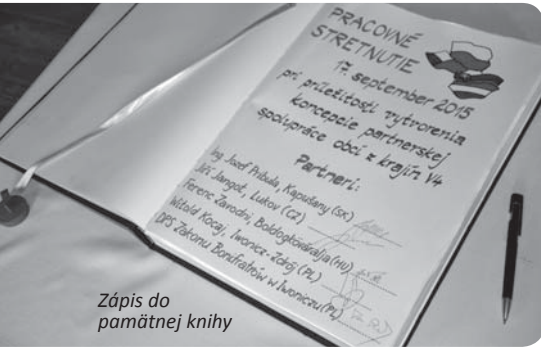 PRACOVNÉ
STRETNUTIE
17. september 2015
pri príležitosti vytvorenia
koncepcie partnerskej
spolupráce obcí z krajín V4
Partneri:
Ing. Jozef Pribula, Kapušany (SK)
Jiří Jangot, Lutov (CZ)
Ferenc Zavodni, Boldogkőváralja (HU)
Witold Kocaj, Iwonicz-Zdrój (PL)
DPS Zakonu Bonifratrów w Iwoniczu (PL)
Zápis do
pamätnej knihy